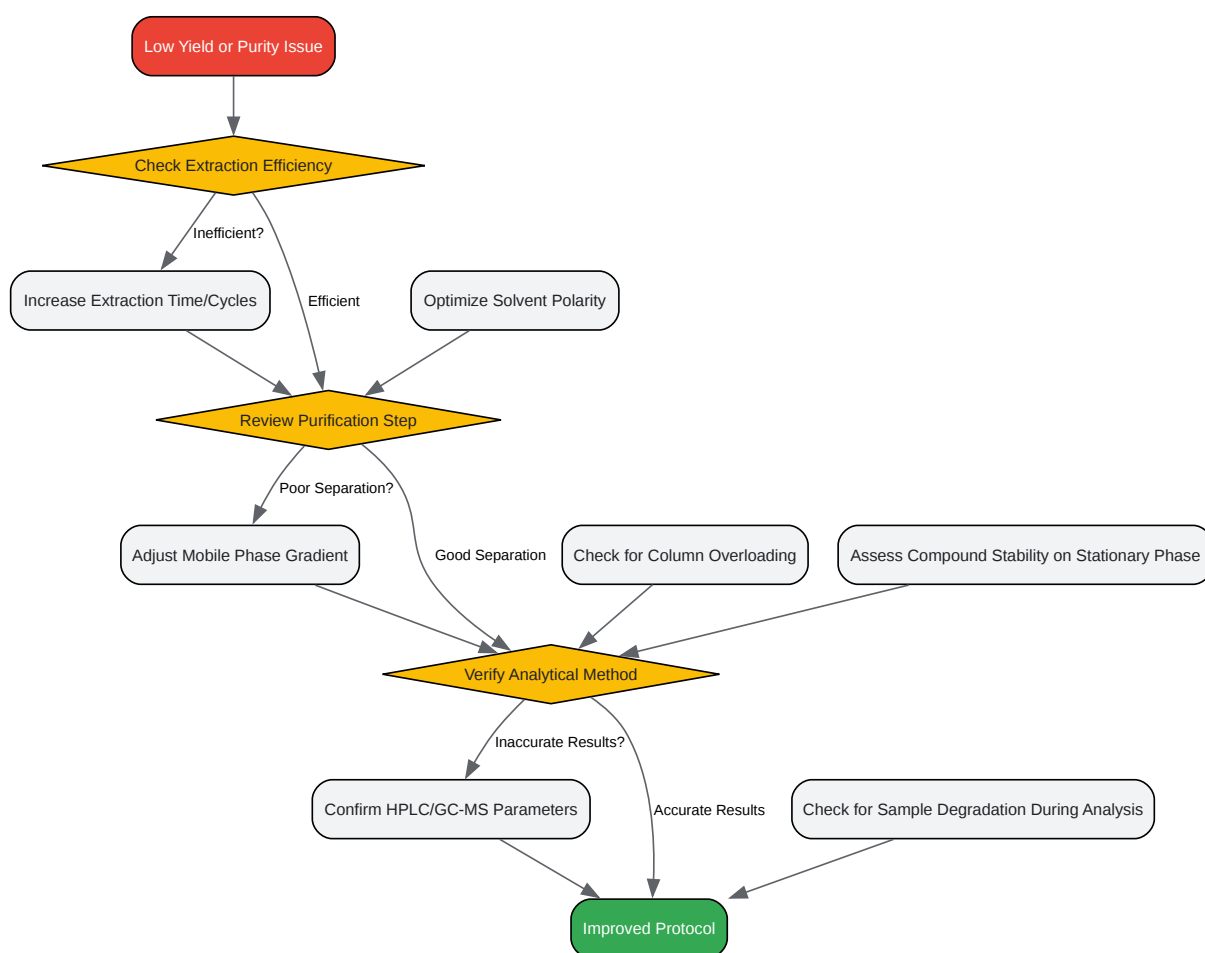 Low Yield or Purity Issue
Check Extraction Efficiency
Inefficient?
Increase Extraction Time/Cycles
Efficient
Optimize Solvent Polarity
Review Purification Step
Poor Separation?
Adjust Mobile Phase Gradient
Good Separation
Check for Column Overloading
Assess Compound Stability on Stationary Phase
Verify Analytical Method
Inaccurate Results?
Confirm HPLC/GC-MS Parameters
Accurate Results
Check for Sample Degradation During Analysis
Improved Protocol